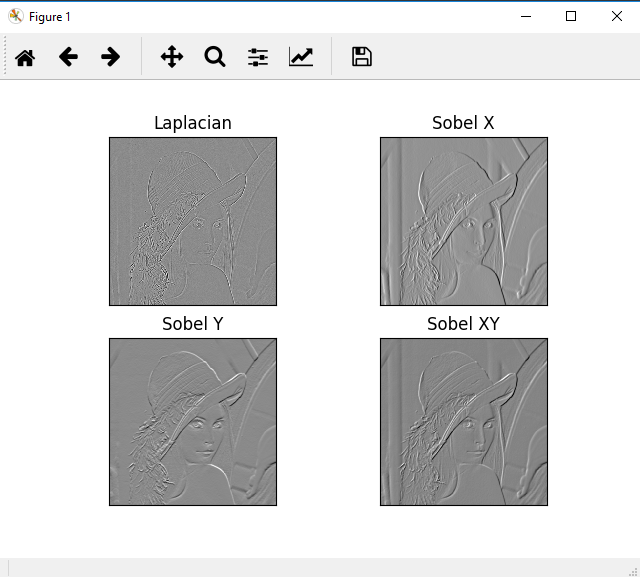 Figure 1
Laplacian
Sobel X
Sobel Y
Sobel XY